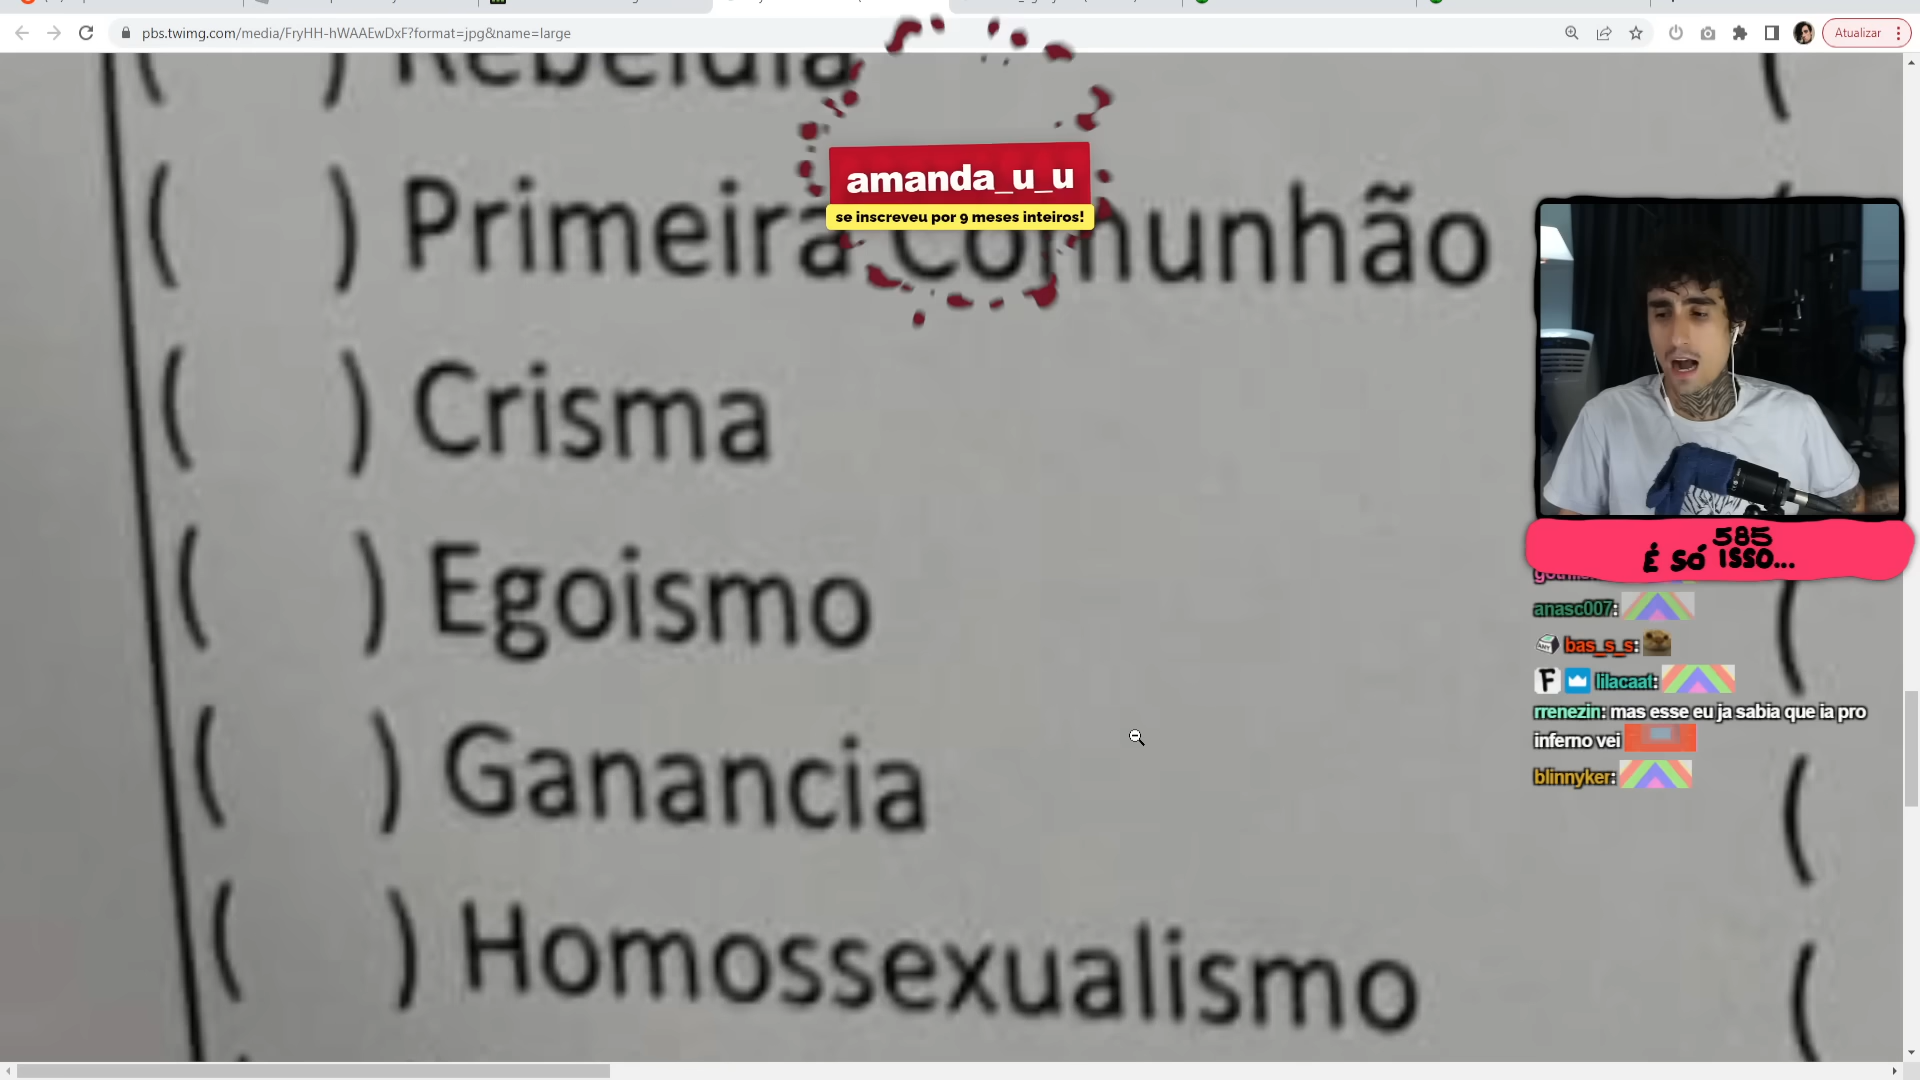 pbs.twimg.com/media/FryHH-hWAAEwDxF?format=jpg&name=large
Atualizar
( ) Rebeldia
amanda_u_u
se inscreveu por 9 meses inteiros!
( ) Primeira Comunhão
( ) Crisma
( ) Egoismo
( ) Ganancia
( ) Homossexualismo
585
É SÓ ISSO...
anasc007:
bas_s_s:
F lilacaat:
rrenezin: mas esse eu ja sabia que ia pro
inferno vei
blinnyker: